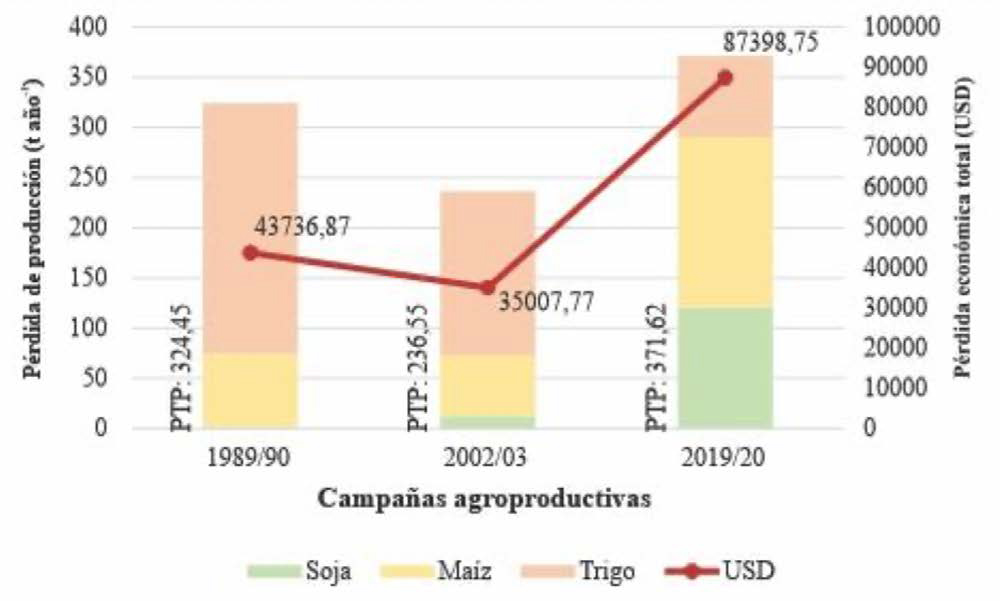 400
350
300
250
200
150
100
50
0
Pérdida de producción (t año⁻¹)
100000
90000
80000
70000
60000
50000
40000
30000
20000
10000
0
Pérdida económica total (USD)
43736,87
35007,77
87398,75
PTP: 324,45
PTP: 236,55
PTP: 371,62
1989/90 2002/03 2019/20
Campañas agroproductivas
Soja Maíz Trigo USD